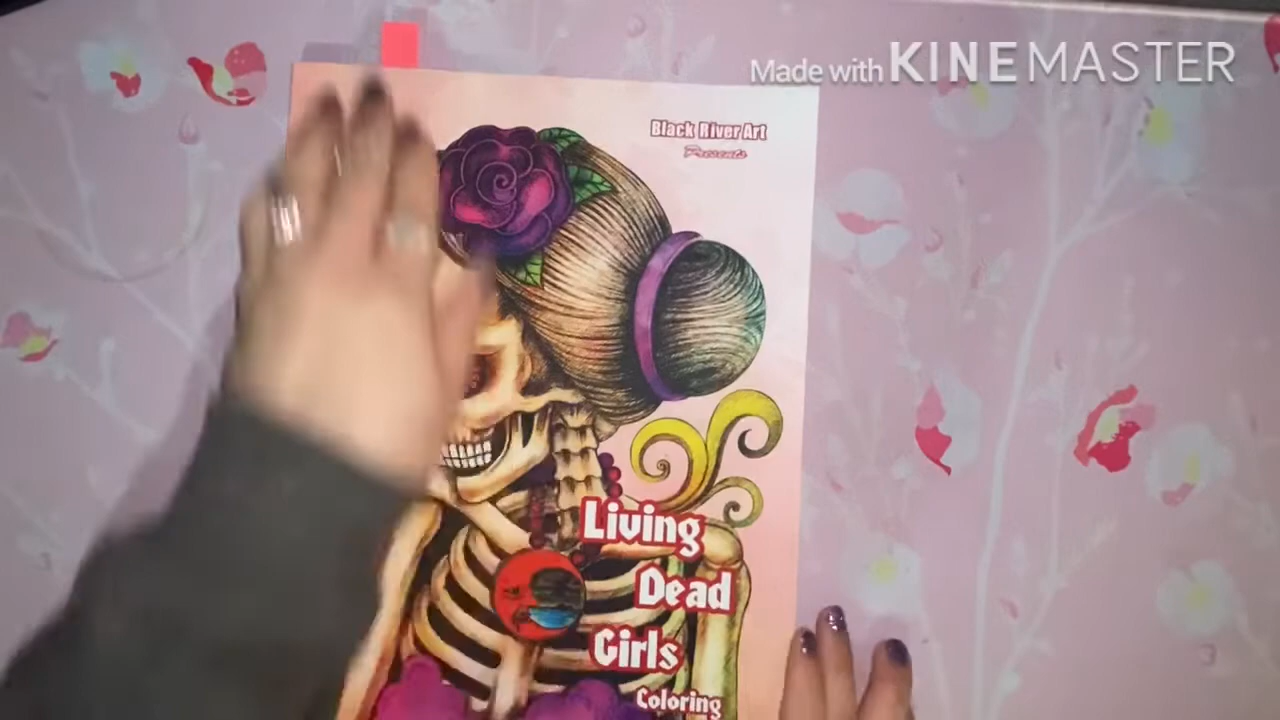 Made with KINEMASTER
Black River Art
Presents
Living
Dead
Girls
Coloring